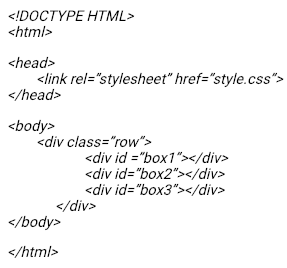 <!DOCTYPE HTML>
<html>
<head>
<link rel="stylesheet" href="style.css">
</head>
<body>
<div class="row">
<div id ="box1"></div>
<div id="box2"></div>
<div id="box3"></div>
</div>
</body>
</html>